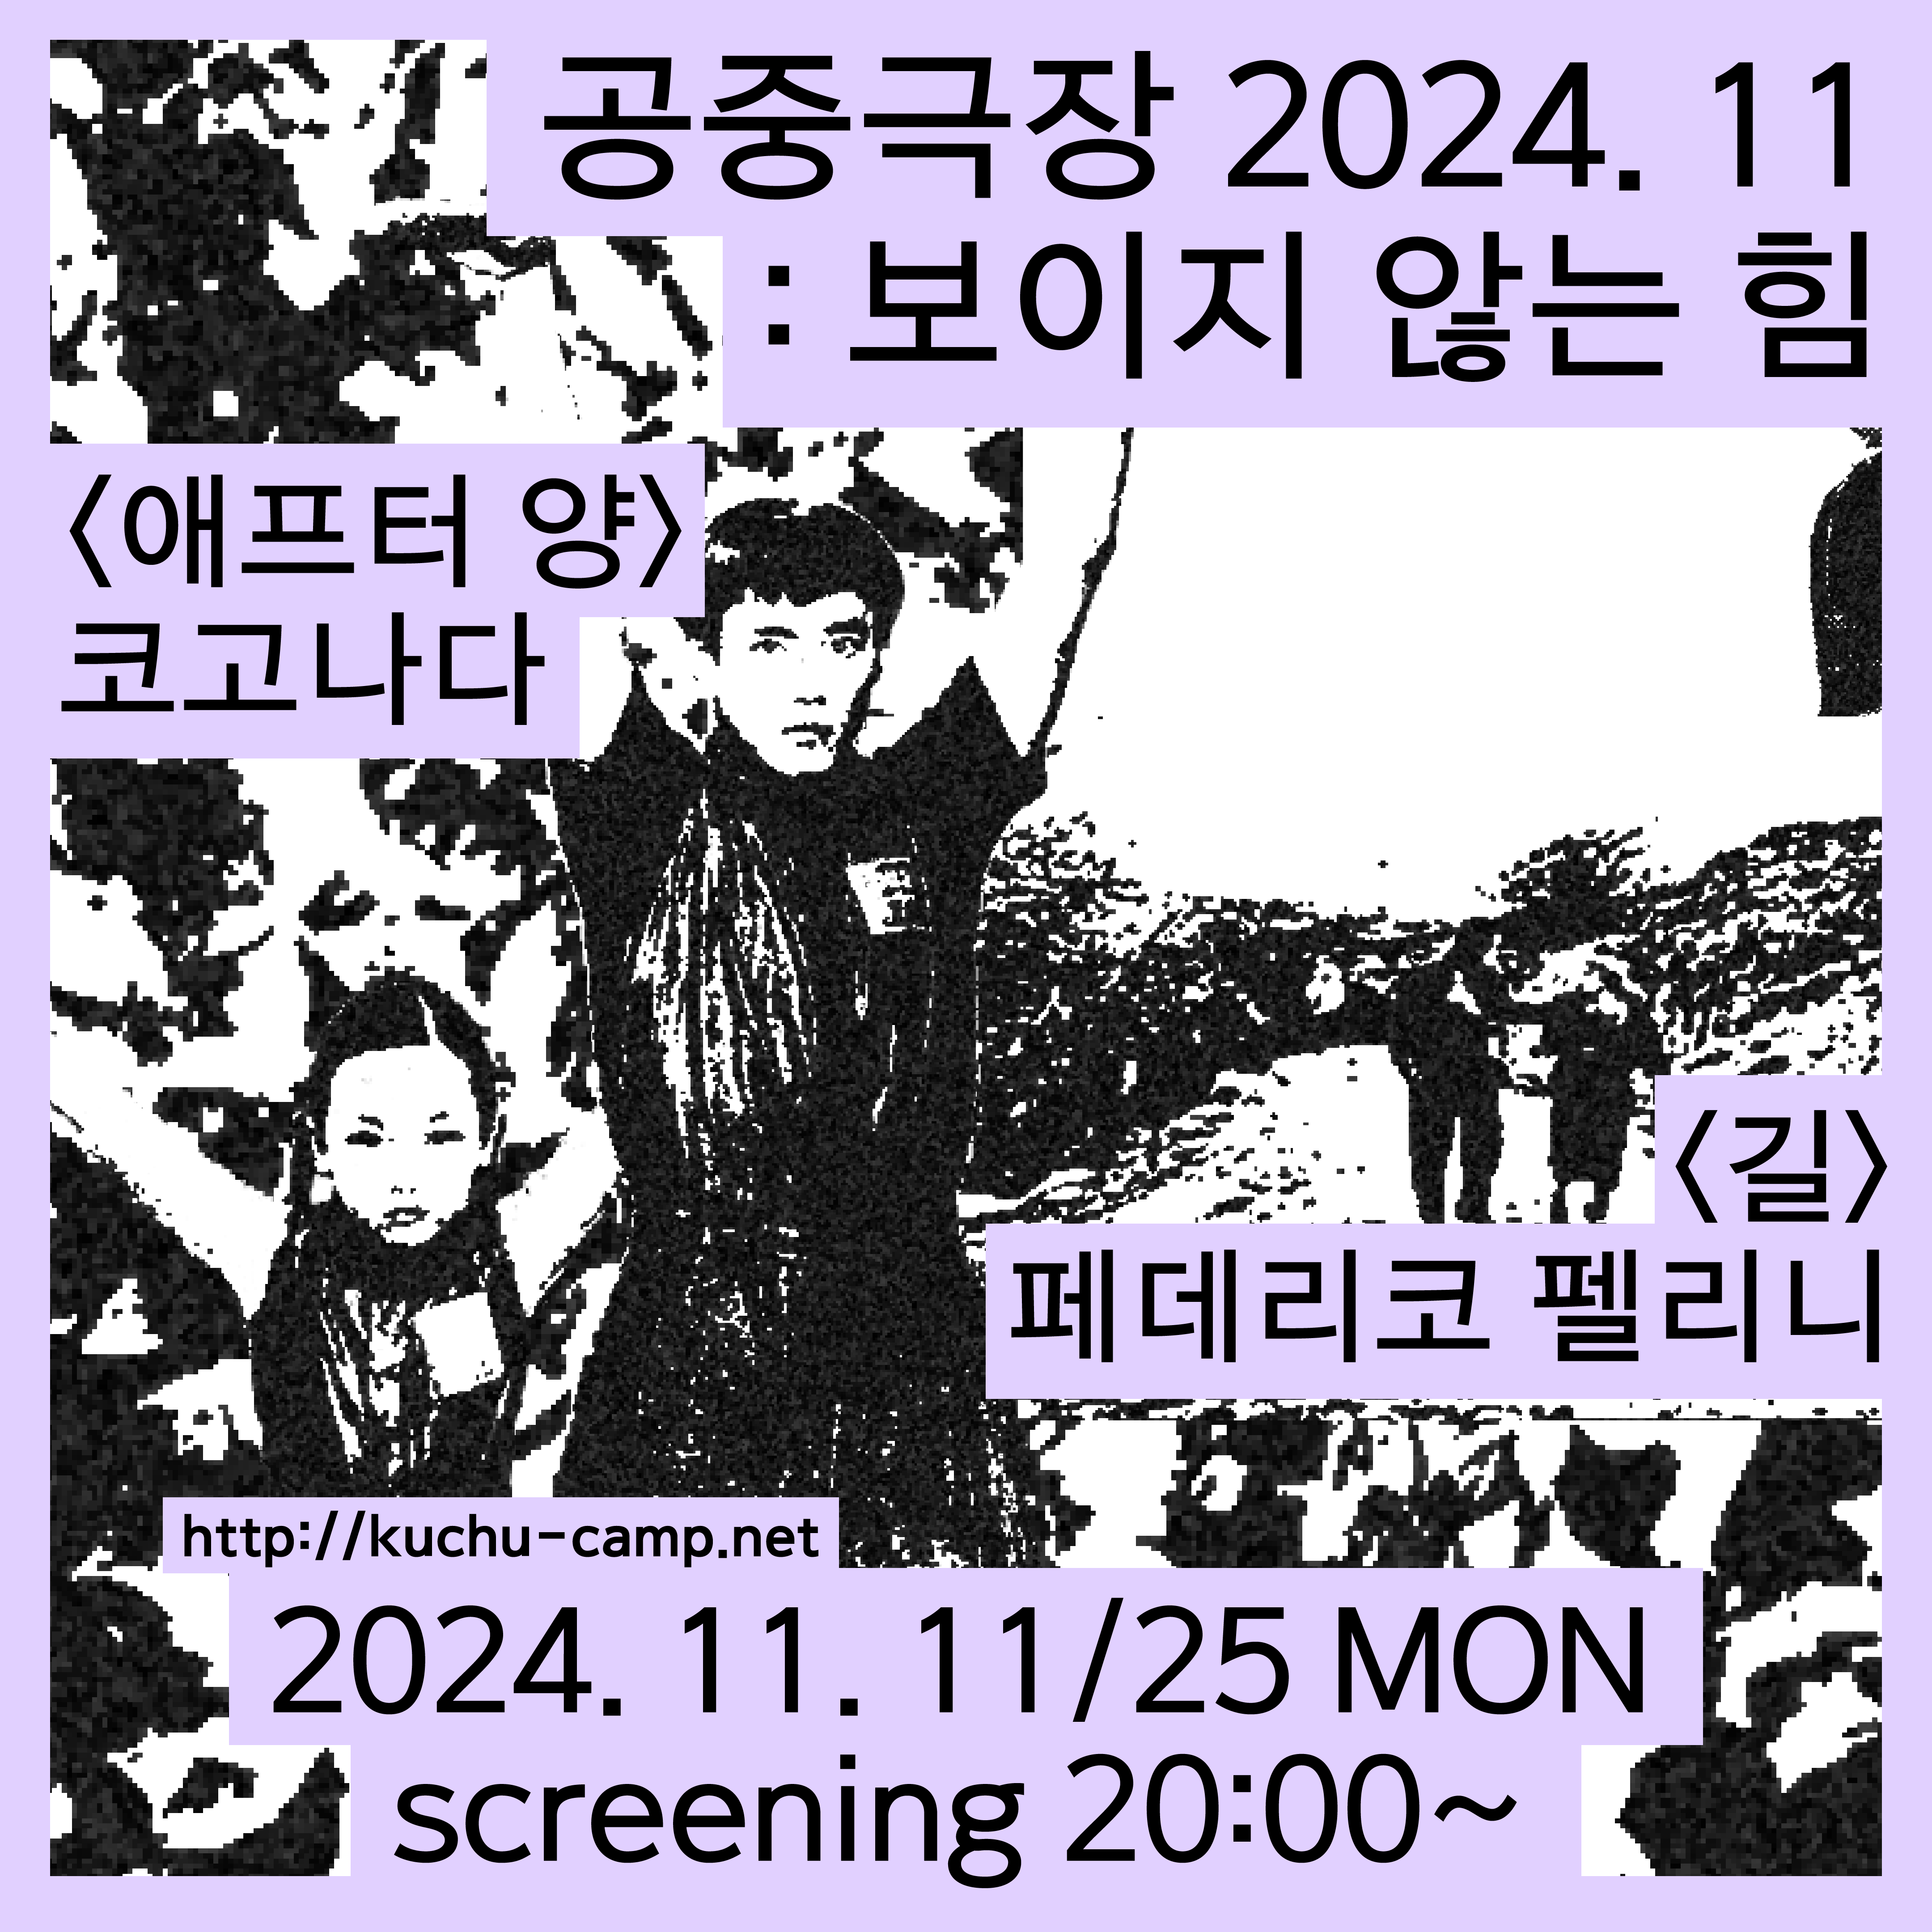 공중극장 2024. 11
: 보이지 않는 힘
〈애프터 양〉
코고나다
〈길〉
페데리코 펠리니
http://kuchu-camp.net
2024. 11. 11/25 MON
screening 20:00~